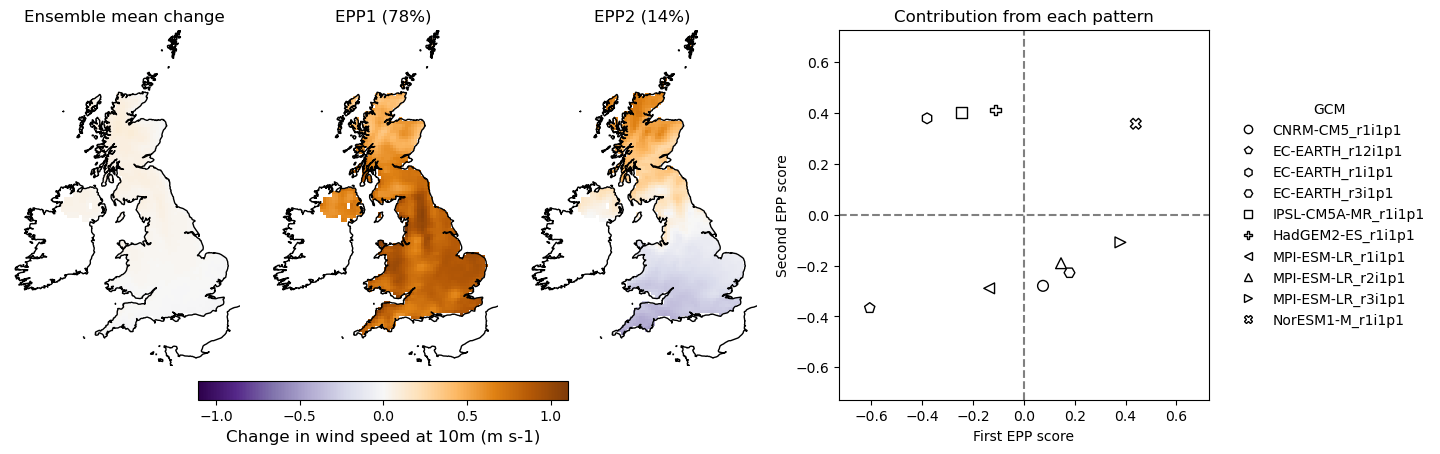 Ensemble mean change
EPP1 (78%)
EPP2 (14%)
−1.0 −0.5 0.0 0.5 1.0
Change in wind speed at 10m (m s-1)
Contribution from each pattern
Second EPP score
0.6
0.4
0.2
0.0
−0.2
−0.4
−0.6
−0.6 −0.4 −0.2 0.0 0.2 0.4 0.6
First EPP score
GCM
CNRM-CM5_r1i1p1
EC-EARTH_r12i1p1
EC-EARTH_r1i1p1
EC-EARTH_r3i1p1
IPSL-CM5A-MR_r1i1p1
HadGEM2-ES_r1i1p1
MPI-ESM-LR_r1i1p1
MPI-ESM-LR_r2i1p1
MPI-ESM-LR_r3i1p1
NorESM1-M_r1i1p1